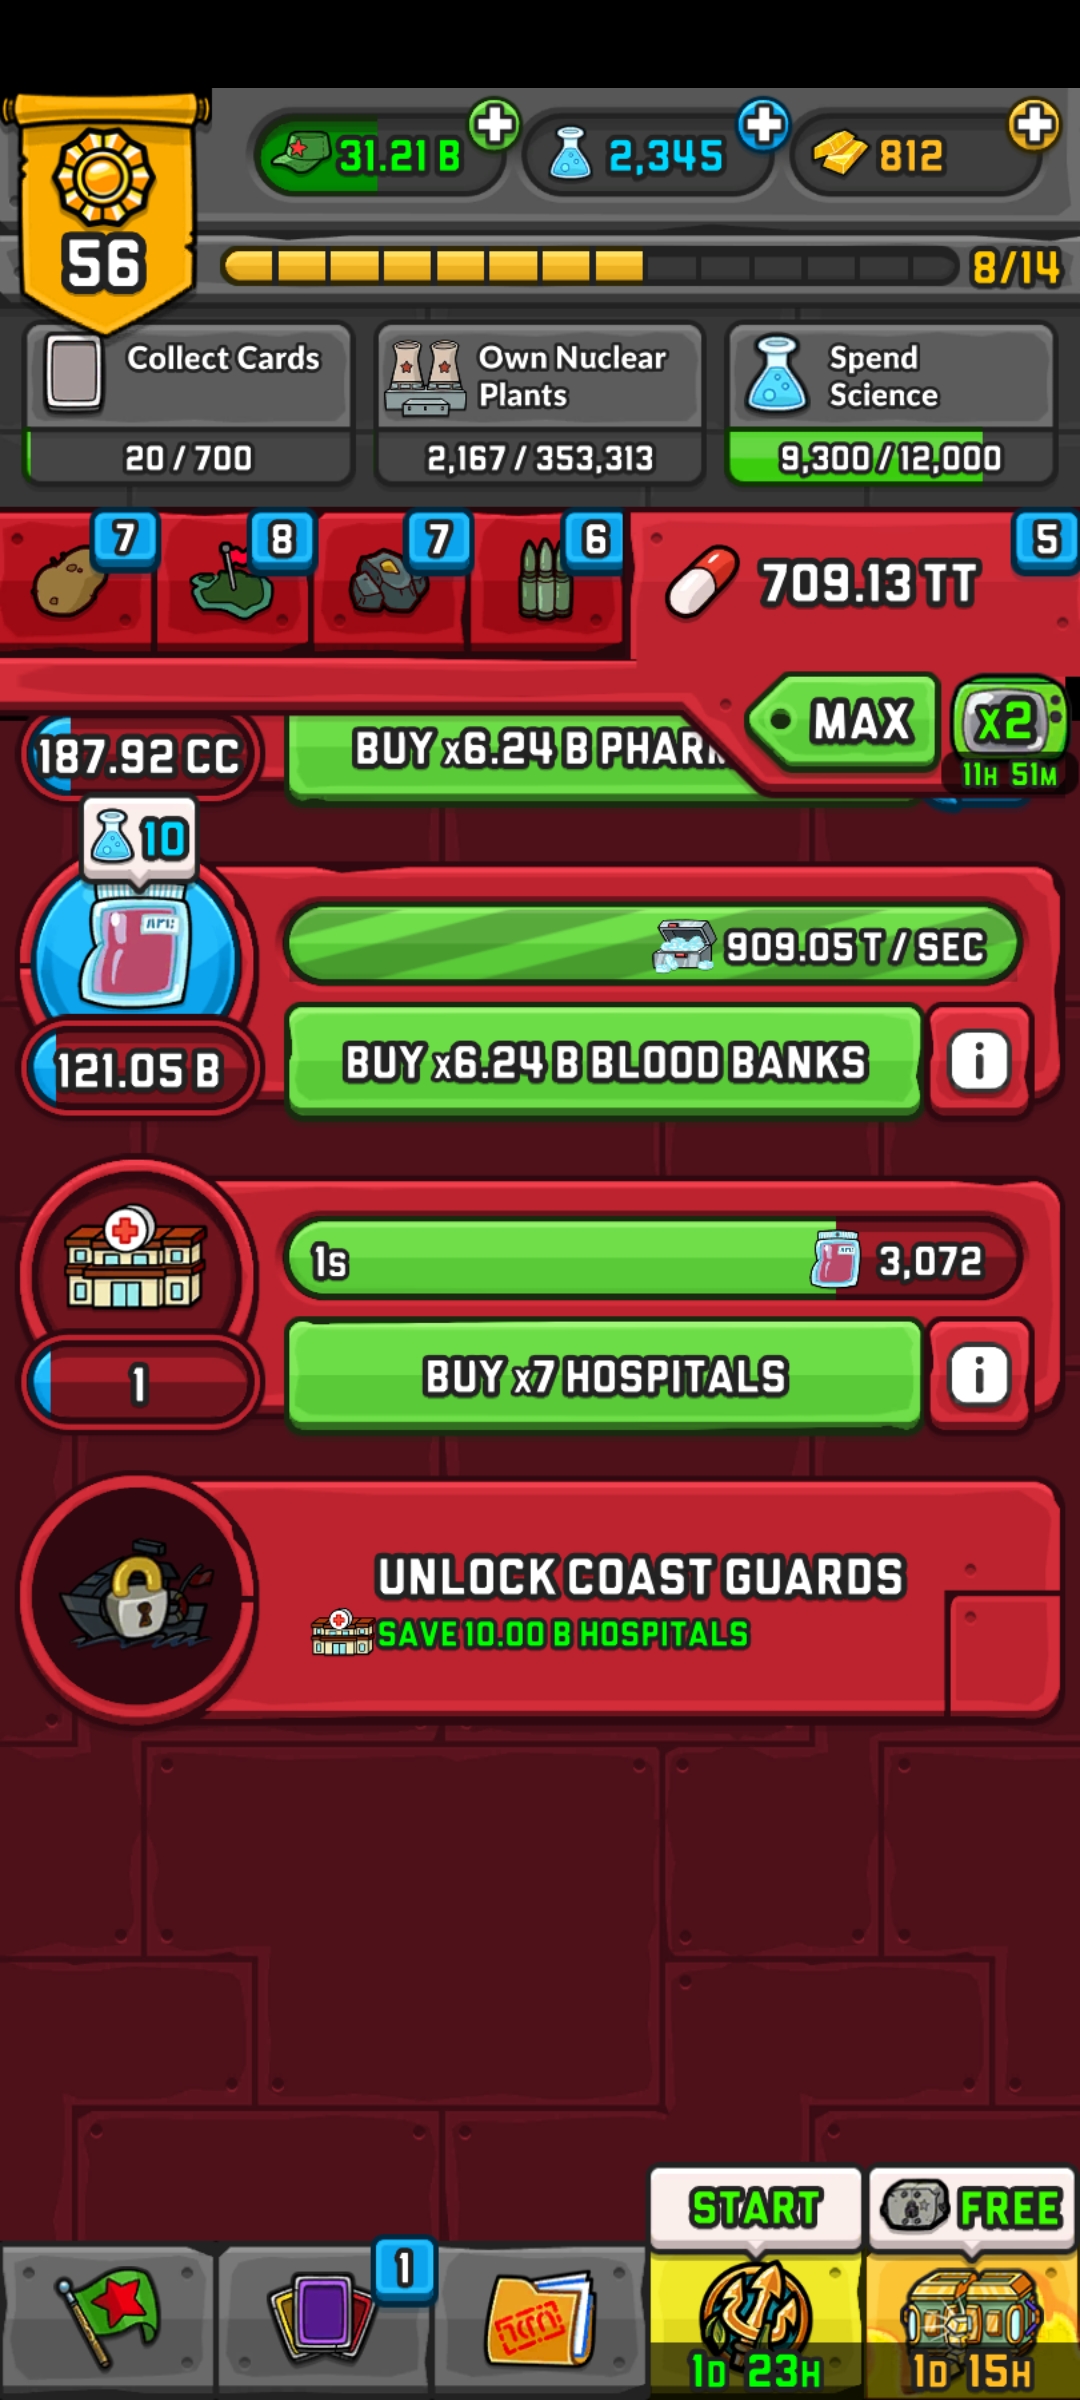 31.21 B
2,345
812
56
8/14
Collect Cards
20 / 700
Own Nuclear
Plants
2,167 / 353,313
Spend
Science
9,300 / 12,000
7
8
7
6
5
709.13 TT
MAX
x2
11H 51M
187.92 CC
BUY x6.24 B
10
909.05 T / SEC
121.05 B
BUY x6.24 B BLOOD BANKS
i
1s
3,072
1
BUY x7 HOSPITALS
i
UNLOCK COAST GUARDS
SAVE 10.00 B HOSPITALS
START
FREE
1
1D 23H
1D 15H